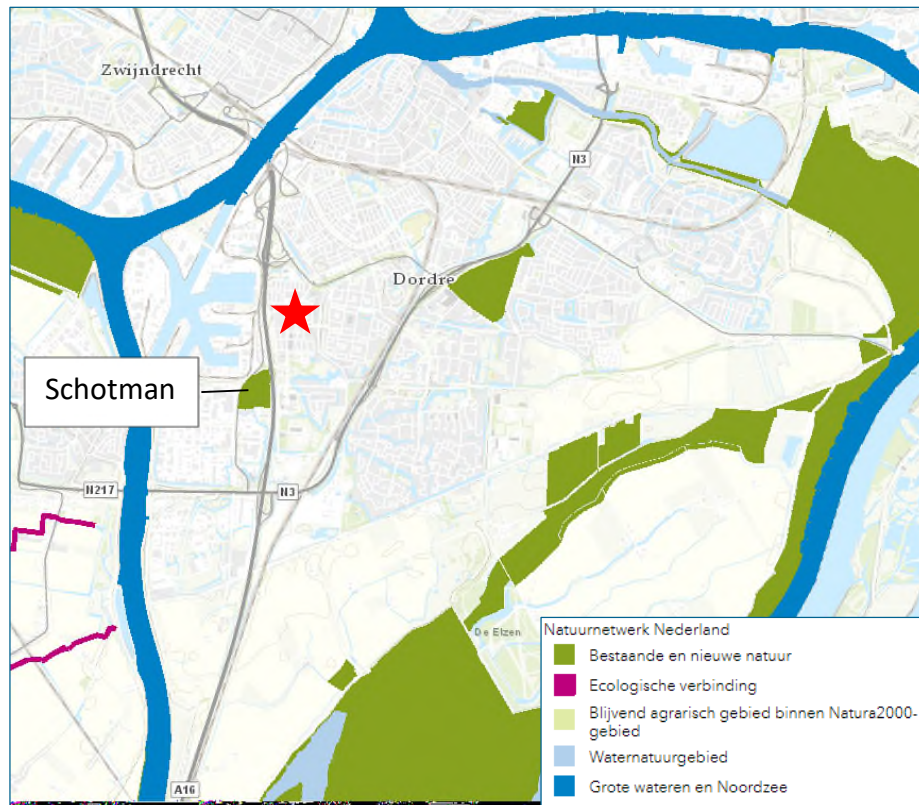 Zwijndrecht
N3
Dordre
Schotman
N217
N3
De Elzen
A16
Natuurnetwerk Nederland
Bestaande en nieuwe natuur
Ecologische verbinding
Blijvend agrarisch gebied binnen Natura2000-
gebied
Waternatuurgebied
Grote wateren en Noordzee